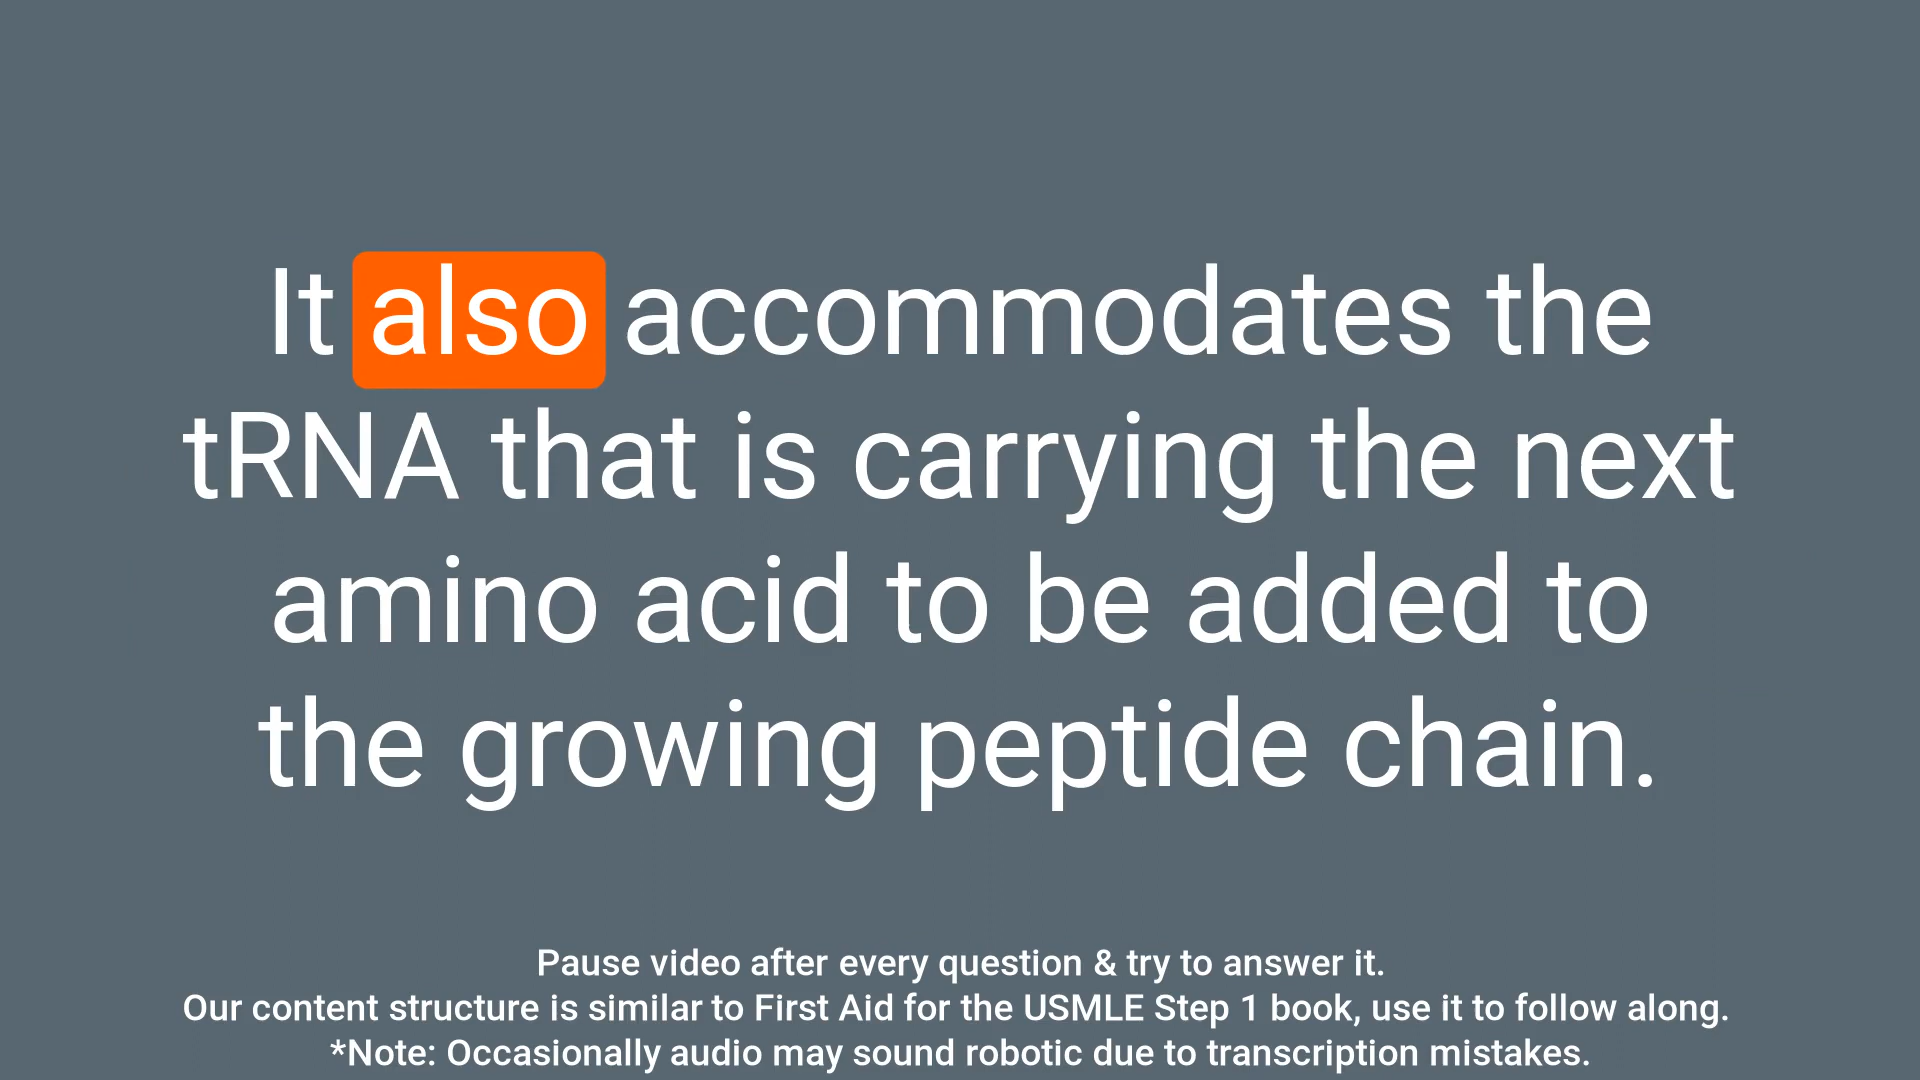 It also accommodates the
tRNA that is carrying the next
amino acid to be added to
the growing peptide chain.
Pause video after every question & try to answer it.
Our content structure is similar to First Aid for the USMLE Step 1 book, use it to follow along.
*Note: Occasionally audio may sound robotic due to transcription mistakes.